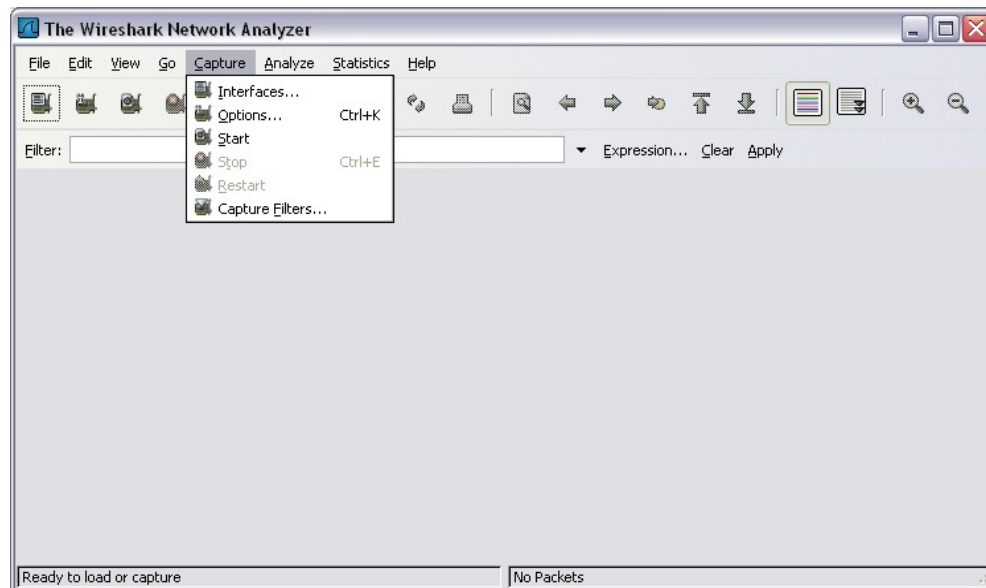 The Wireshark Network Analyzer
File Edit View Go Capture Analyze Statistics Help
Interfaces...
Options... Ctrl+K
Start
Stop Ctrl+E
Restart
Capture Filters...
Filter: Expression... Clear Apply
Ready to load or capture No Packets